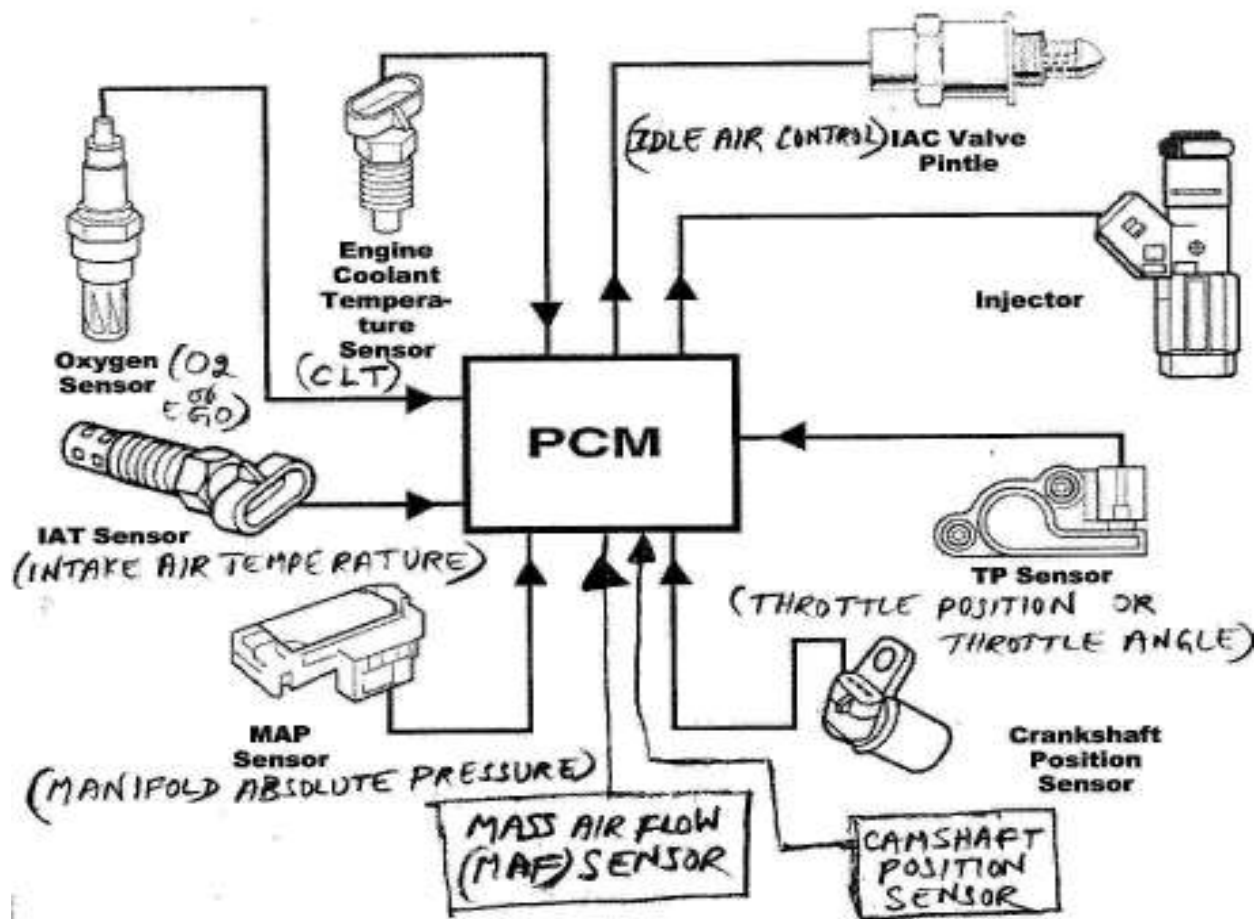 (IDLE AIR CONTROL) IAC Valve
Pintle
Engine
Coolant
Tempera-
ture
Sensor
(CLT)
Injector
Oxygen (O2
Sensor or
EGO)
PCM
IAT Sensor
(INTAKE AIR TEMPERATURE)
TP Sensor
(THROTTLE POSITION OR
THROTTLE ANGLE)
MAP
Sensor
(MANIFOLD ABSOLUTE PRESSURE)
Crankshaft
Position
Sensor
MASS AIR FLOW
(MAF) SENSOR
CAMSHAFT
POSITION
SENSOR